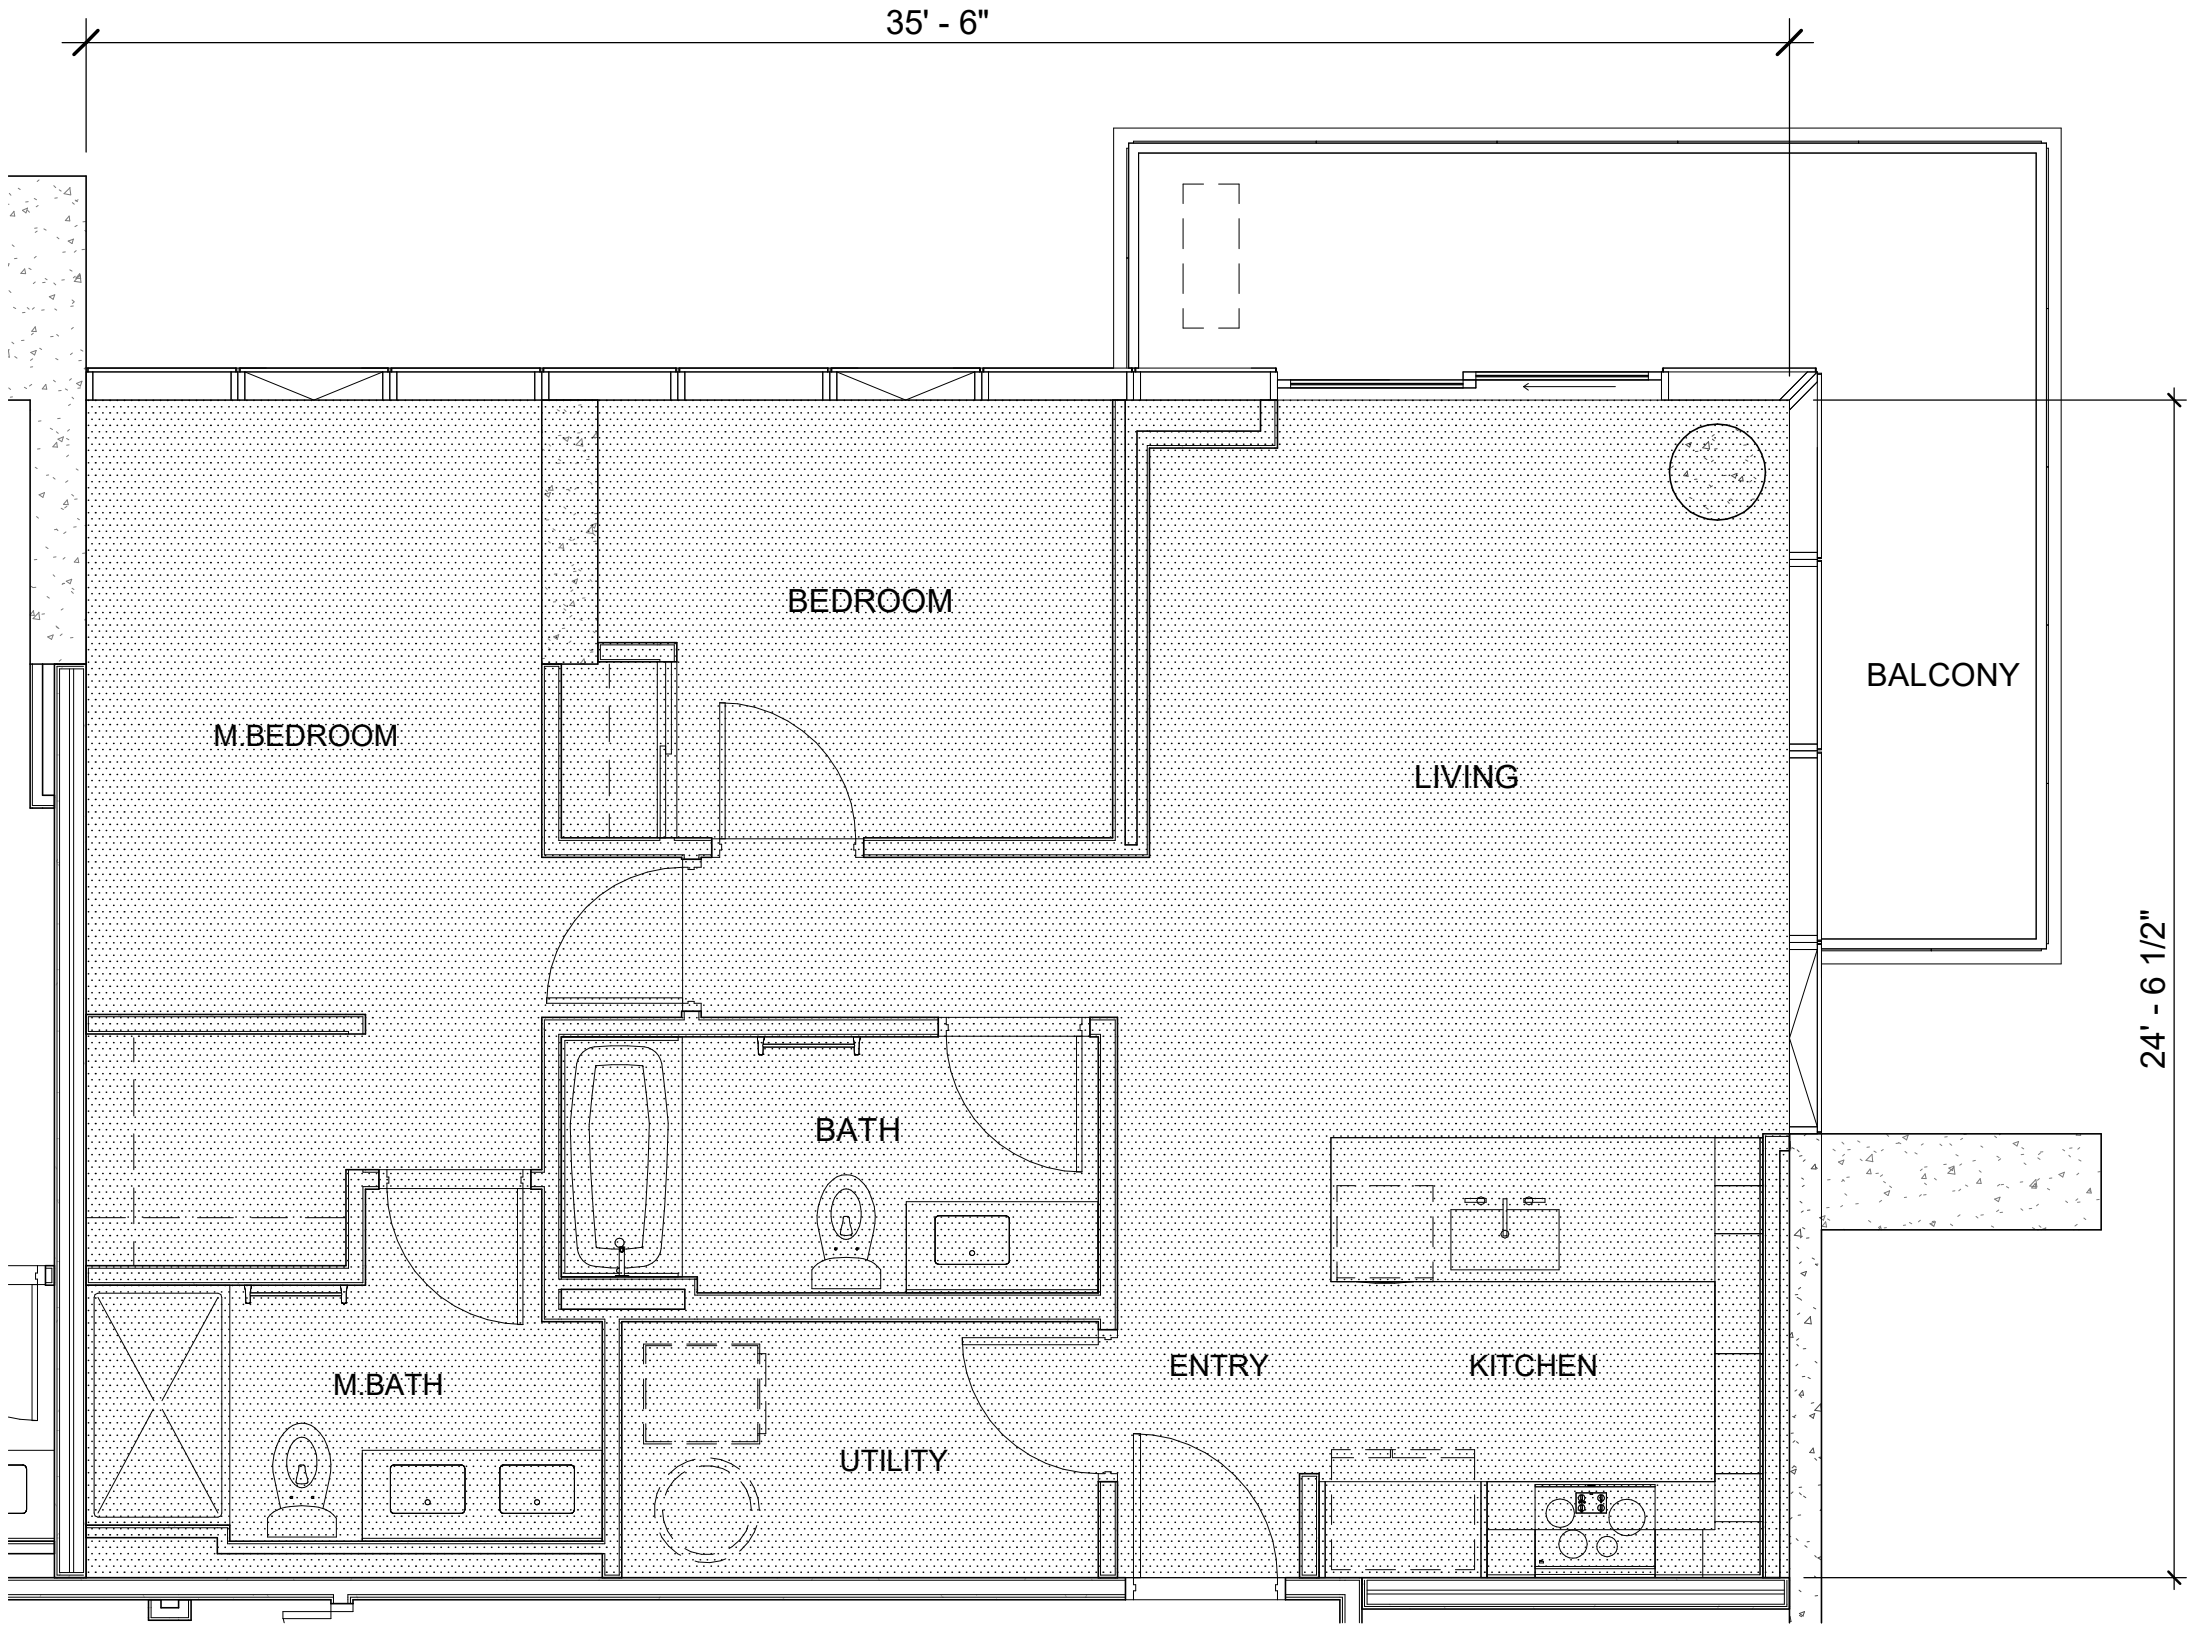 35' - 6"
BEDROOM
BALCONY
M.BEDROOM
LIVING
24' - 6 1/2"
BATH
ENTRY
KITCHEN
M.BATH
UTILITY